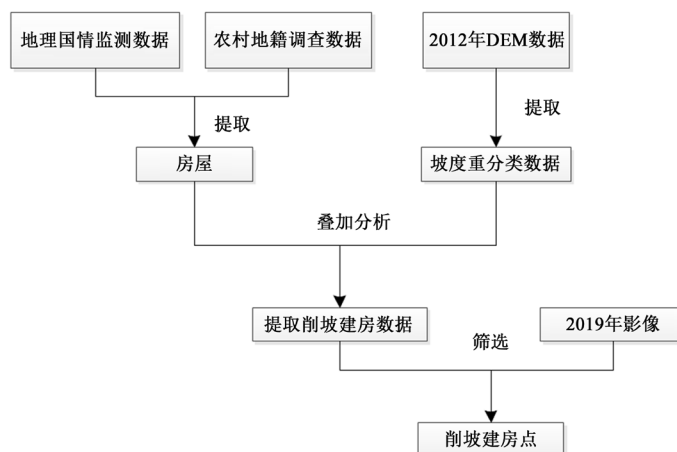 地理国情监测数据
农村地籍调查数据
2012年DEM数据
提取
提取
房屋
坡度重分类数据
叠加分析
提取削坡建房数据
2019年影像
筛选
削坡建房点